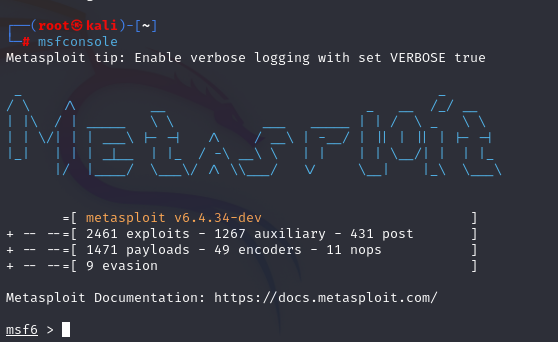 ┌──(root㉿kali)-[~]
└─# msfconsole
Metasploit tip: Enable verbose logging with set VERBOSE true
METASPLOIT
=[ metasploit v6.4.34-dev ]
+ -- --=[ 2461 exploits - 1267 auxiliary - 431 post ]
+ -- --=[ 1471 payloads - 49 encoders - 11 nops ]
+ -- --=[ 9 evasion ]
Metasploit Documentation: https://docs.metasploit.com/
msf6 >